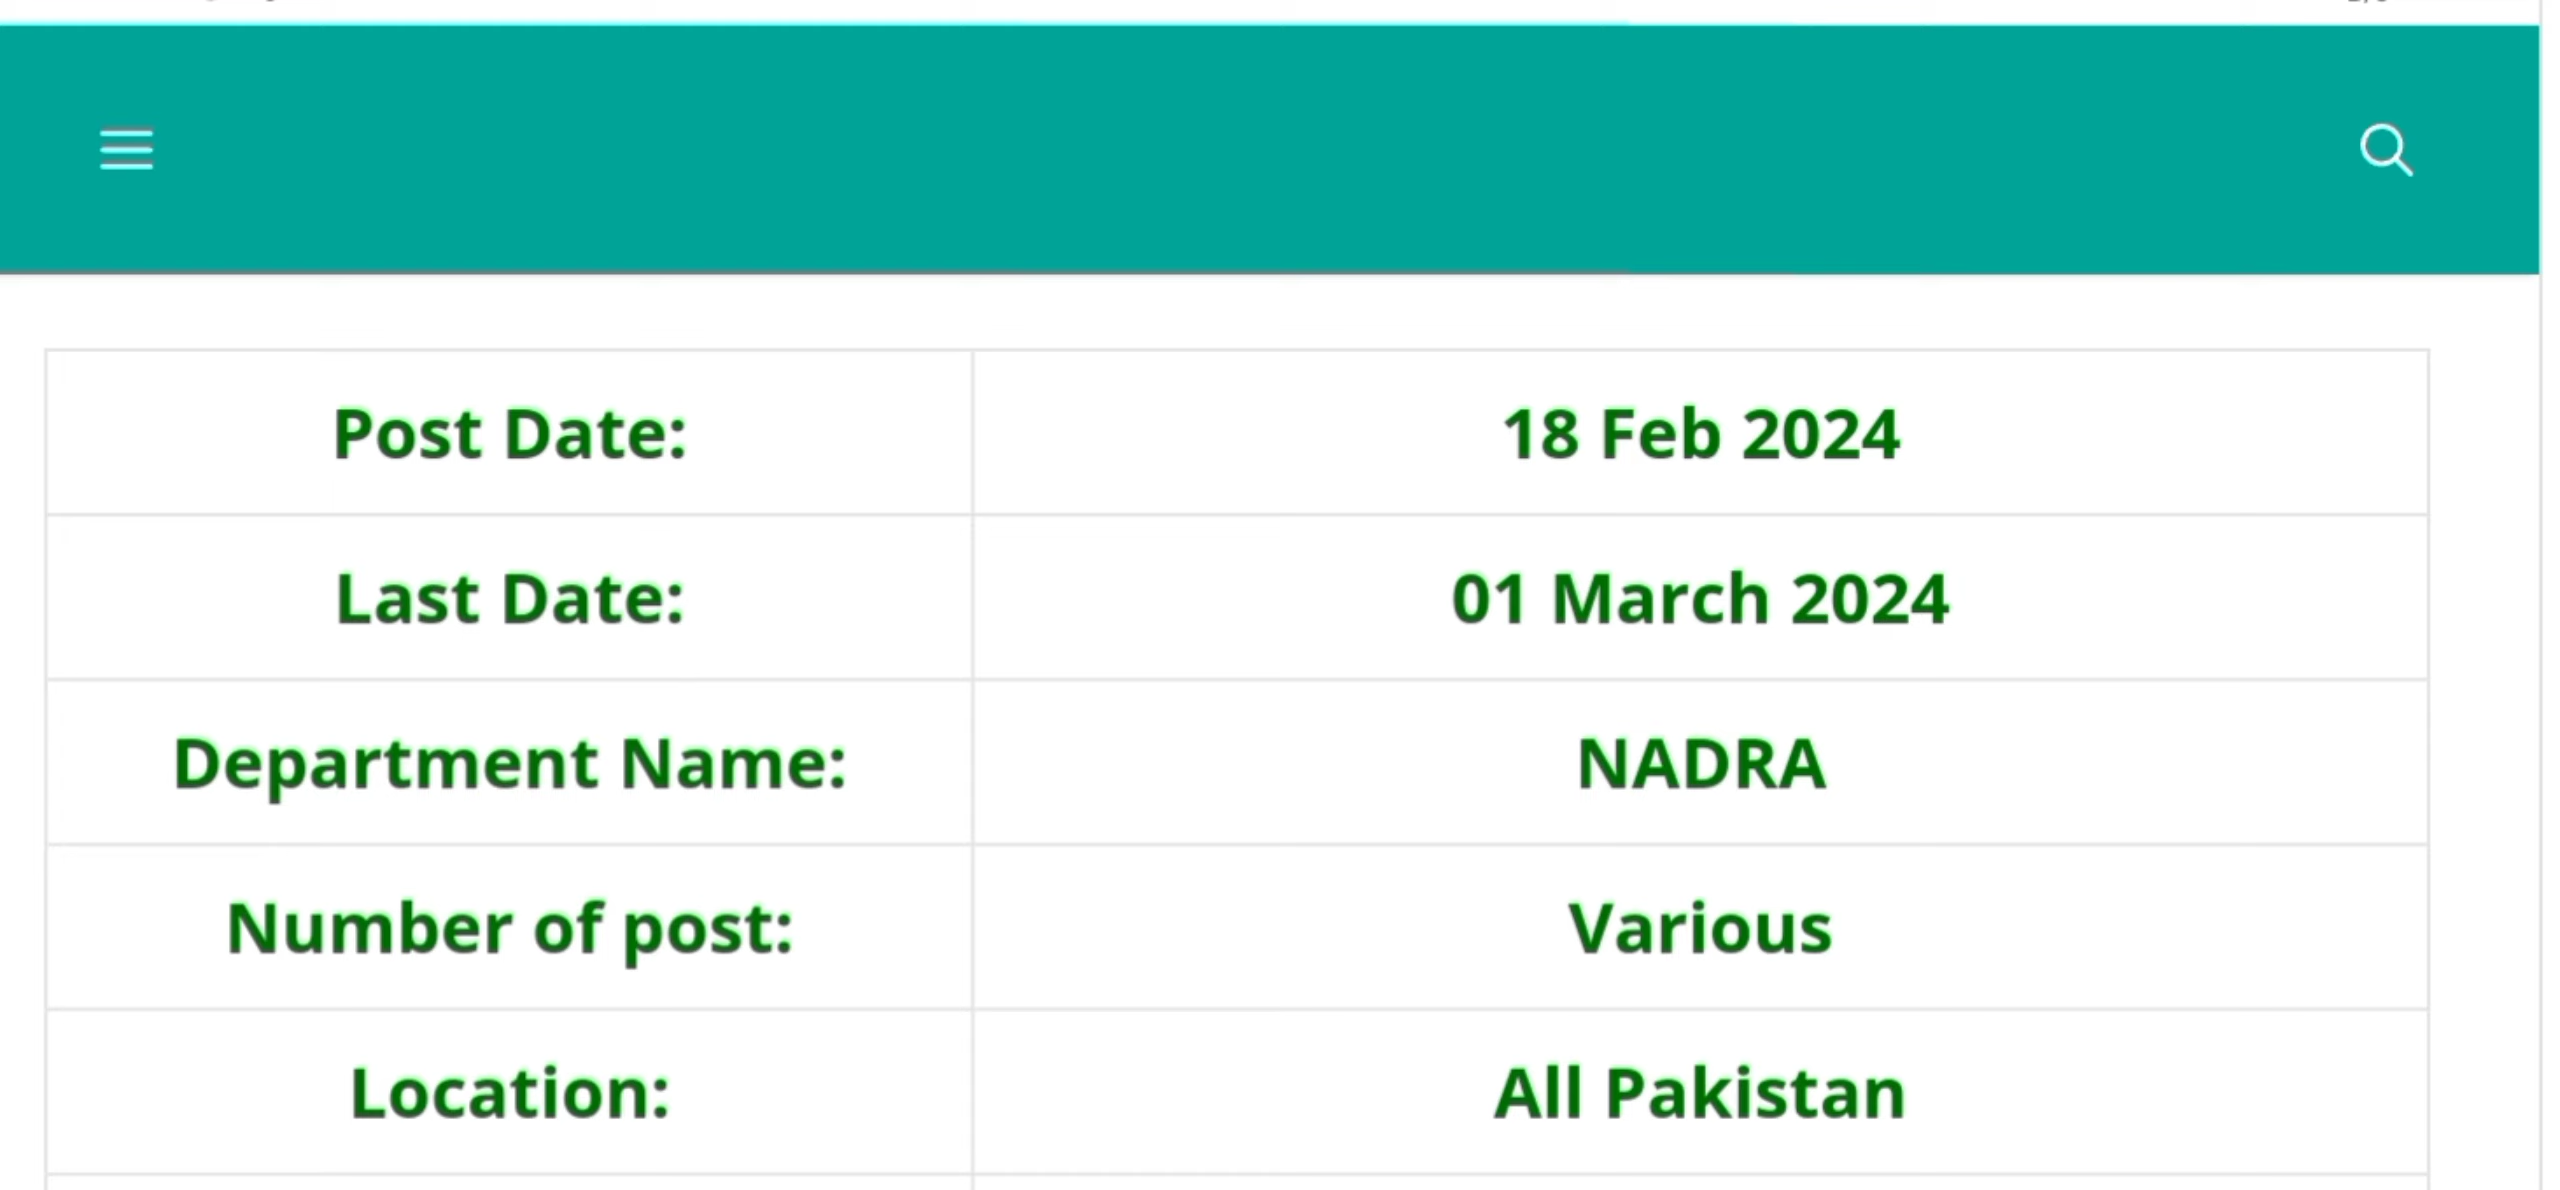 Post Date: 18 Feb 2024
Last Date: 01 March 2024
Department Name: NADRA
Number of post: Various
Location: All Pakistan